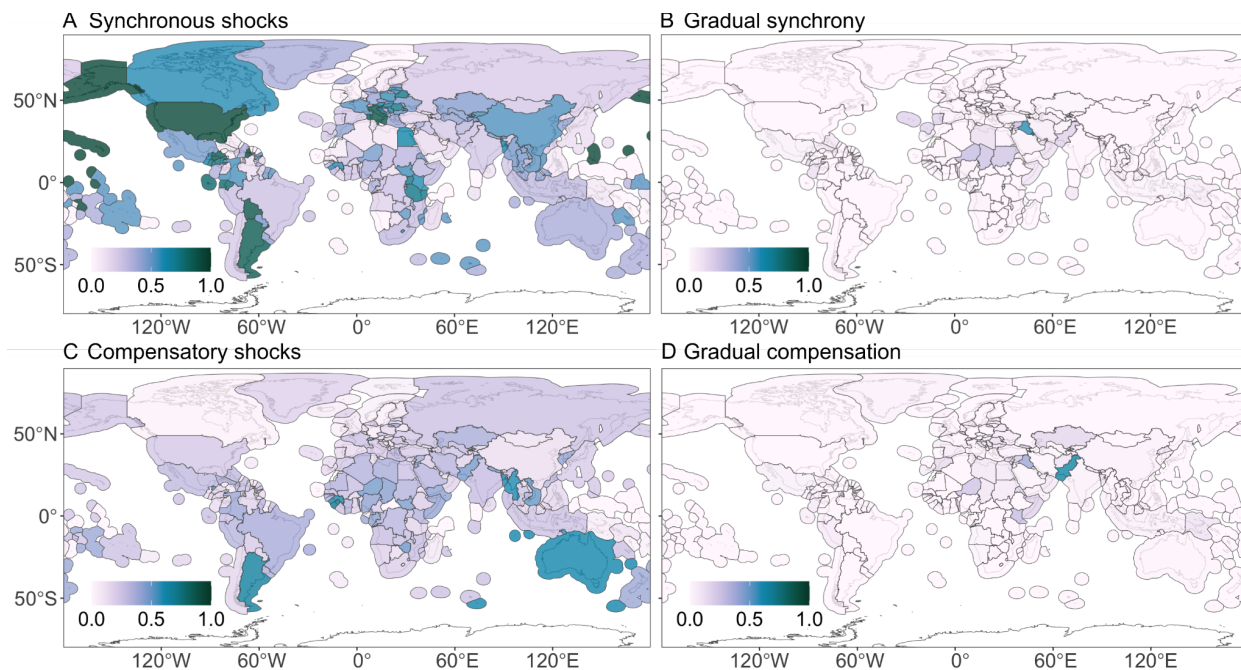 A Synchronous shocks
B Gradual synchrony
50°N
0°
50°S
0.0 0.5 1.0
0.0 0.5 1.0
120°W 60°W 0° 60°E 120°E
120°W 60°W 0° 60°E 120°E
C Compensatory shocks
D Gradual compensation
50°N
0°
50°S
0.0 0.5 1.0
0.0 0.5 1.0
120°W 60°W 0° 60°E 120°E
120°W 60°W 0° 60°E 120°E